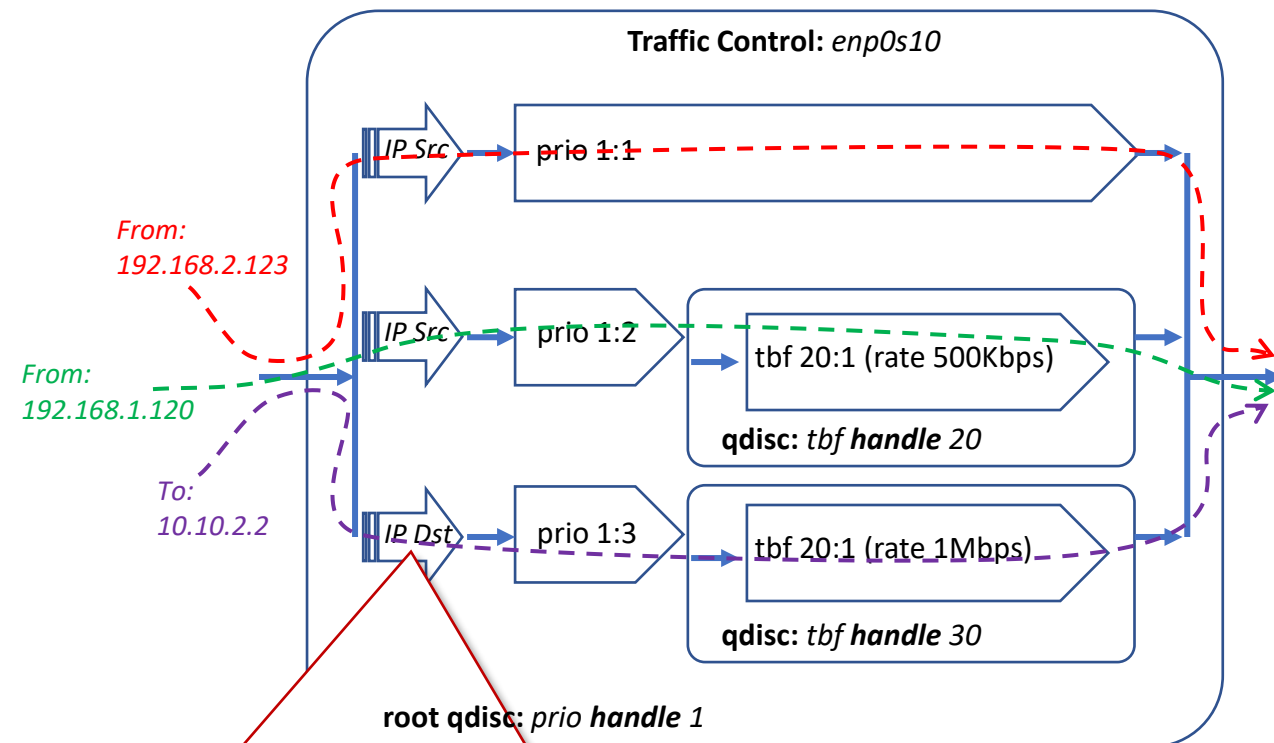 Traffic Control: enp0s10
IP Src
prio 1:1
From:
192.168.2.123
IP Src
prio 1:2
tbf 20:1 (rate 500Kbps)
From:
192.168.1.120
qdisc: tbf handle 20
To:
10.10.2.2
IP Dst
prio 1:3
tbf 20:1 (rate 1Mbps)
qdisc: tbf handle 30
root qdisc: prio handle 1